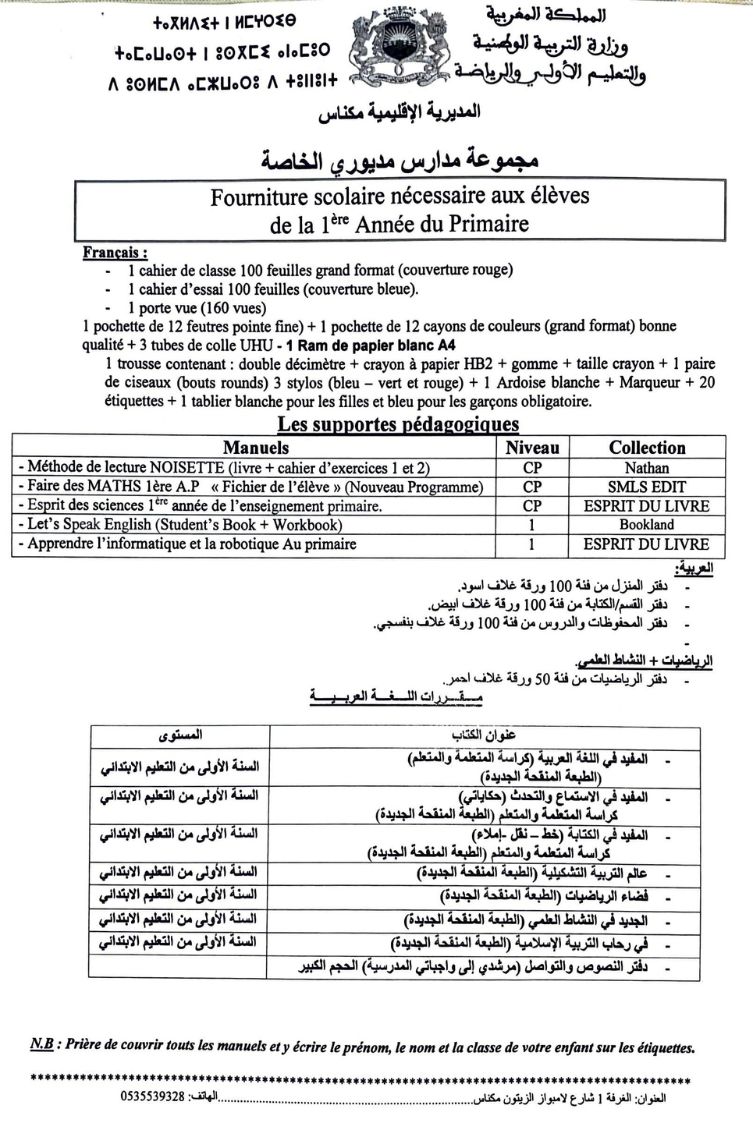 ⵜⴰⴳⵍⴷⵉⵜ ⵏ ⵍⵎⵖⵔⵉⴱ
المملكة المغربية
ⵜⴰⵎⴰⵡⴰⵙⵜ ⵏ ⵓⵙⴳⵎⵉ ⴰⵏⴰⵎⵓⵔ
وزارة التربية الوطنية
ⴷ ⵓⵙⵍⵎⴷ ⴰⵎⵣⵡⴰⵔⵓ ⴷ ⵜⵓⵏⵏⵓⵏⵜ
والتعليم الأولي والرياضة
المديرية الإقليمية مكناس
مجموعة مدارس مديوري الخاصة
Fourniture scolaire nécessaire aux élèves
de la 1ère Année du Primaire
Français :
- 1 cahier de classe 100 feuilles grand format (couverture rouge)
- 1 cahier d'essai 100 feuilles (couverture bleue).
- 1 porte vue (160 vues)
1 pochette de 12 feutres pointe fine) + 1 pochette de 12 cayons de couleurs (grand format) bonne
qualité + 3 tubes de colle UHU - 1 Ram de papier blanc A4
1 trousse contenant : double décimètre + crayon à papier HB2 + gomme + taille crayon + 1 paire
de ciseaux (bouts rounds) 3 stylos (bleu – vert et rouge) + 1 Ardoise blanche + Marqueur + 20
étiquettes + 1 tablier blanche pour les filles et bleu pour les garçons obligatoire.
Les supportes pédagogiques
Manuels Niveau Collection
- Méthode de lecture NOISETTE (livre + cahier d'exercices 1 et 2) CP Nathan
- Faire des MATHS 1ère A.P « Fichier de l'élève » (Nouveau Programme) CP SMLS EDIT
- Esprit des sciences 1ère année de l'enseignement primaire. CP ESPRIT DU LIVRE
- Let's Speak English (Student's Book + Workbook) 1 Bookland
- Apprendre l'informatique et la robotique Au primaire 1 ESPRIT DU LIVRE
العربية:
- دفتر المنزل من فئة 100 ورقة غلاف اسود.
- دفتر القسم/الكتابة من فئة 100 ورقة غلاف ابيض.
- دفتر المحفوظات والدروس من فئة 100 ورقة غلاف بنفسجي.
-
الرياضيات + النشاط العلمي.
- دفتر الرياضيات من فئة 50 ورقة غلاف احمر.
مـقـررات اللـغـة العربـيـة
عنوان الكتاب المستوى
- المفيد في اللغة العربية (كراسة المتعلمة والمتعلم)
(الطبعة المنقحة الجديدة) السنة الأولى من التعليم الابتدائي
- المفيد في الاستماع والتحدث (حكاياتي) السنة الأولى من التعليم الابتدائي
كراسة المتعلمة والمتعلم (الطبعة المنقحة الجديدة)
- المفيد في الكتابة (خط – نقل -إملاء) السنة الأولى من التعليم الابتدائي
كراسة المتعلمة والمتعلم (الطبعة المنقحة الجديدة)
- عالم التربية التشكيلية (الطبعة المنقحة الجديدة) السنة الأولى من التعليم الابتدائي
- فضاء الرياضيات (الطبعة المنقحة الجديدة) السنة الأولى من التعليم الابتدائي
- الجديد في النشاط العلمي (الطبعة المنقحة الجديدة) السنة الأولى من التعليم الابتدائي
- في رحاب التربية الإسلامية (الطبعة المنقحة الجديدة) السنة الأولى من التعليم الابتدائي
- دفتر النصوص والتواصل (مرشدي إلى واجباتي المدرسية) الحجم الكبير
N.B : Prière de couvrir touts les manuels et y écrire le prénom, le nom et la classe de votre enfant sur les étiquettes.
العنوان: الغرفة 1 شارع لامبواز الزيتون مكناس........الهاتف: 0535539328